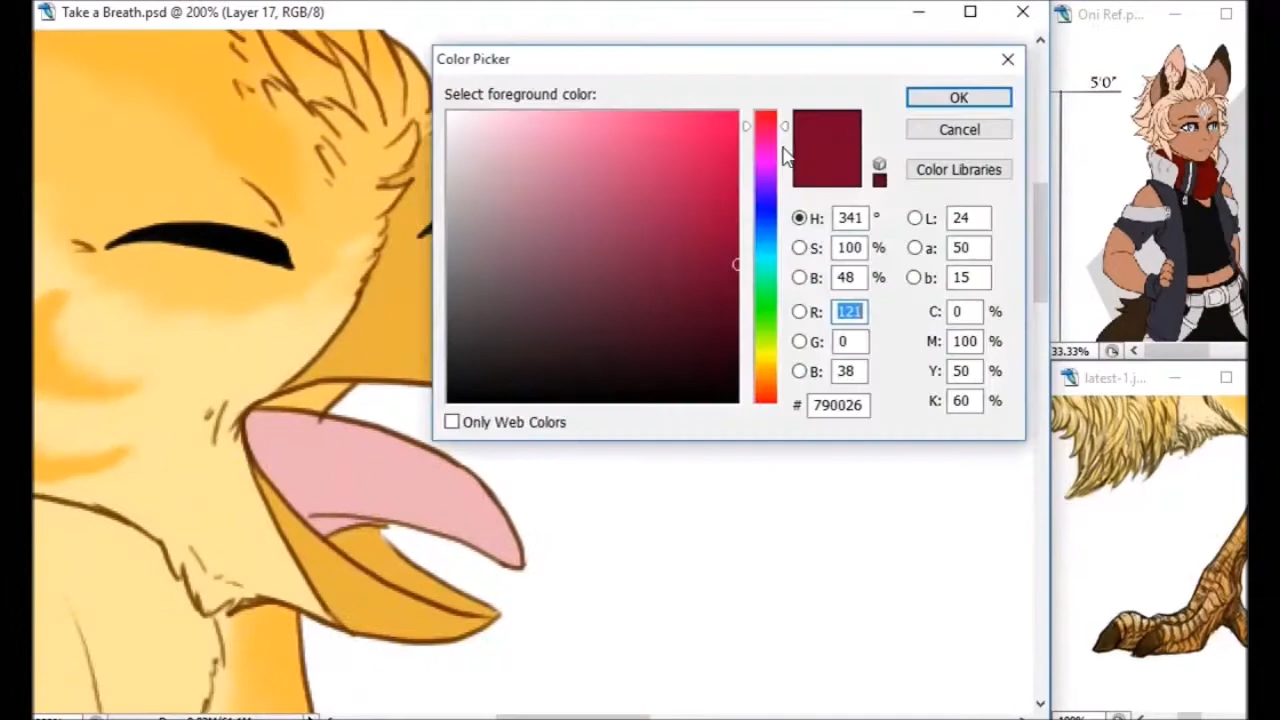 Take a Breath.psd @ 200% (Layer 17, RGB/8)
Oni Ref.p...
Color Picker
Select foreground color:
OK
Cancel
Color Libraries
H: 341 °
S: 100 %
B: 48 %
R: 121
G: 0
B: 38
# 790026
L: 24
a: 50
b: 15
C: 0 %
M: 100 %
Y: 50 %
K: 60 %
Only Web Colors
5'0"
33.33%
latest-1.j...